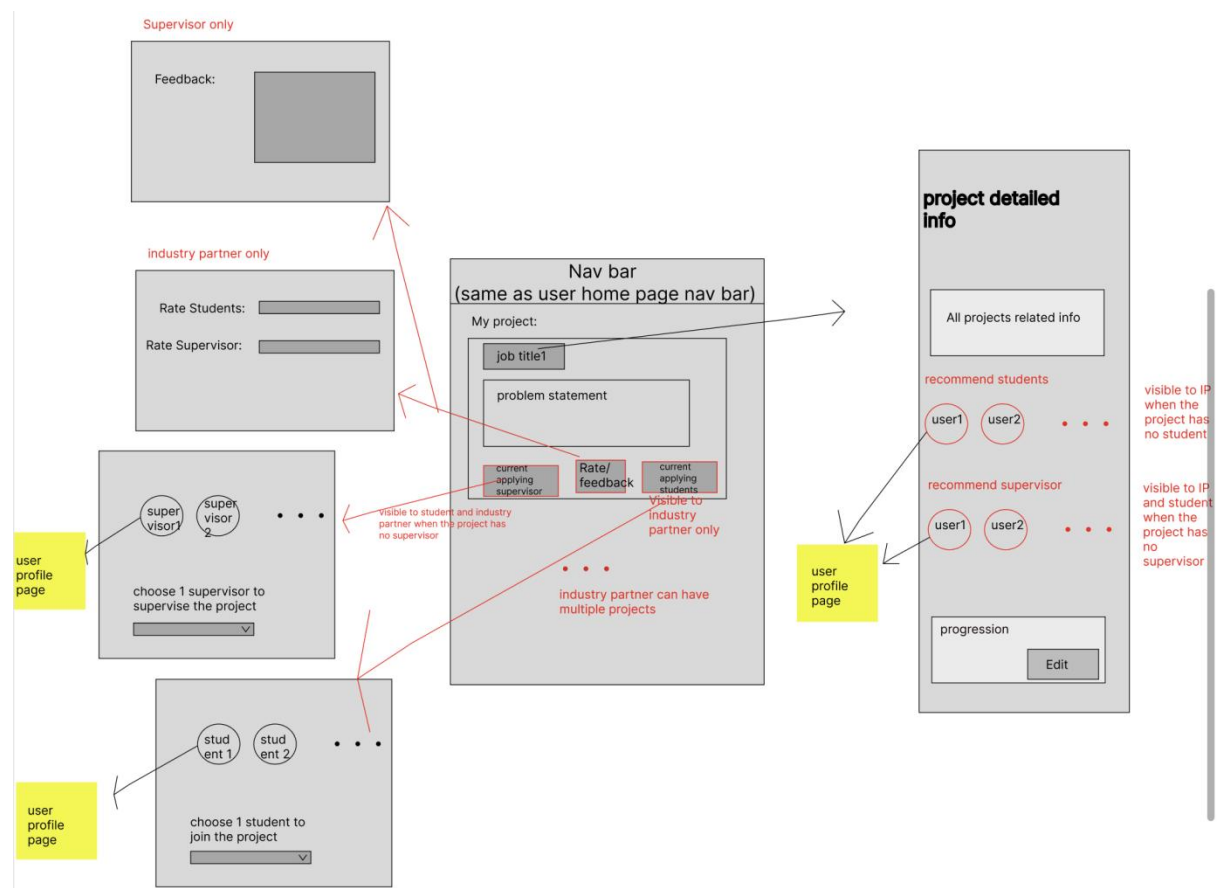 Supervisor only
Feedback:
industry partner only
Rate Students:
Rate Supervisor:
super
visor1
super
visor
2
• • •
user
profile
page
choose 1 supervisor to
supervise the project
stud
ent 1
stud
ent 2
• • •
user
profile
page
choose 1 student to
join the project
Nav bar
(same as user home page nav bar)
My project:
job title1
problem statement
current
applying
supervisor
Rate/
feedback
current
applying
students
visible to student and industry
partner when the project has
no supervisor
Visible to
industry
partner only
• • •
industry partner can have
multiple projects
project detailed
info
All projects related info
recommend students
user1
user2
• • •
visible to IP
when the
project has
no student
recommend supervisor
user1
user2
• • •
visible to IP
and student
when the
project has
no
supervisor
user
profile
page
progression
Edit